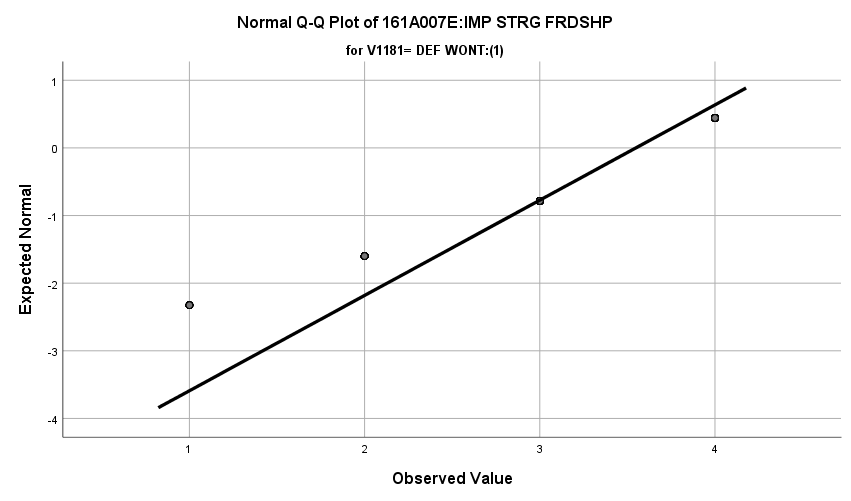 Normal Q-Q Plot of 161A007E:IMP STRG FRDSHP
for V1181= DEF WONT:(1)
Expected Normal
1
0
-1
-2
-3
-4
1 2 3 4
Observed Value